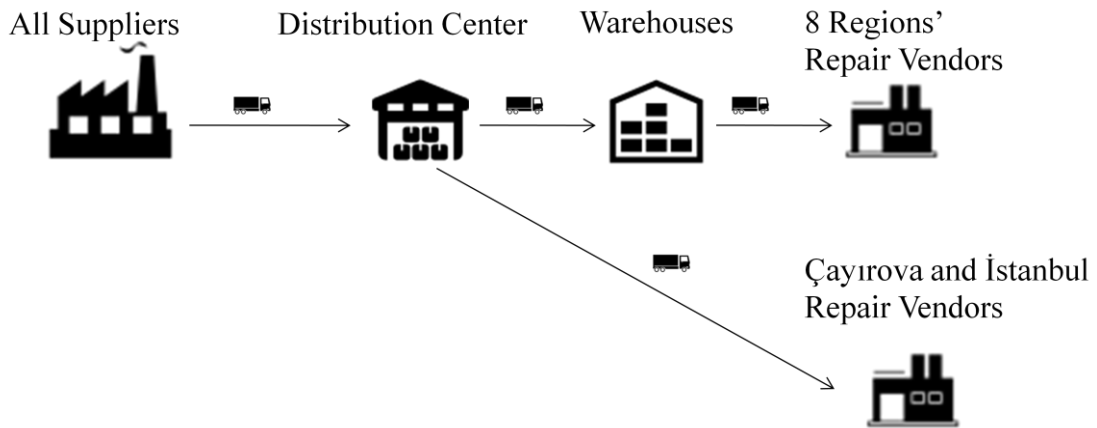 All Suppliers
Distribution Center
Warehouses
8 Regions'
Repair Vendors
Çayırova and İstanbul
Repair Vendors